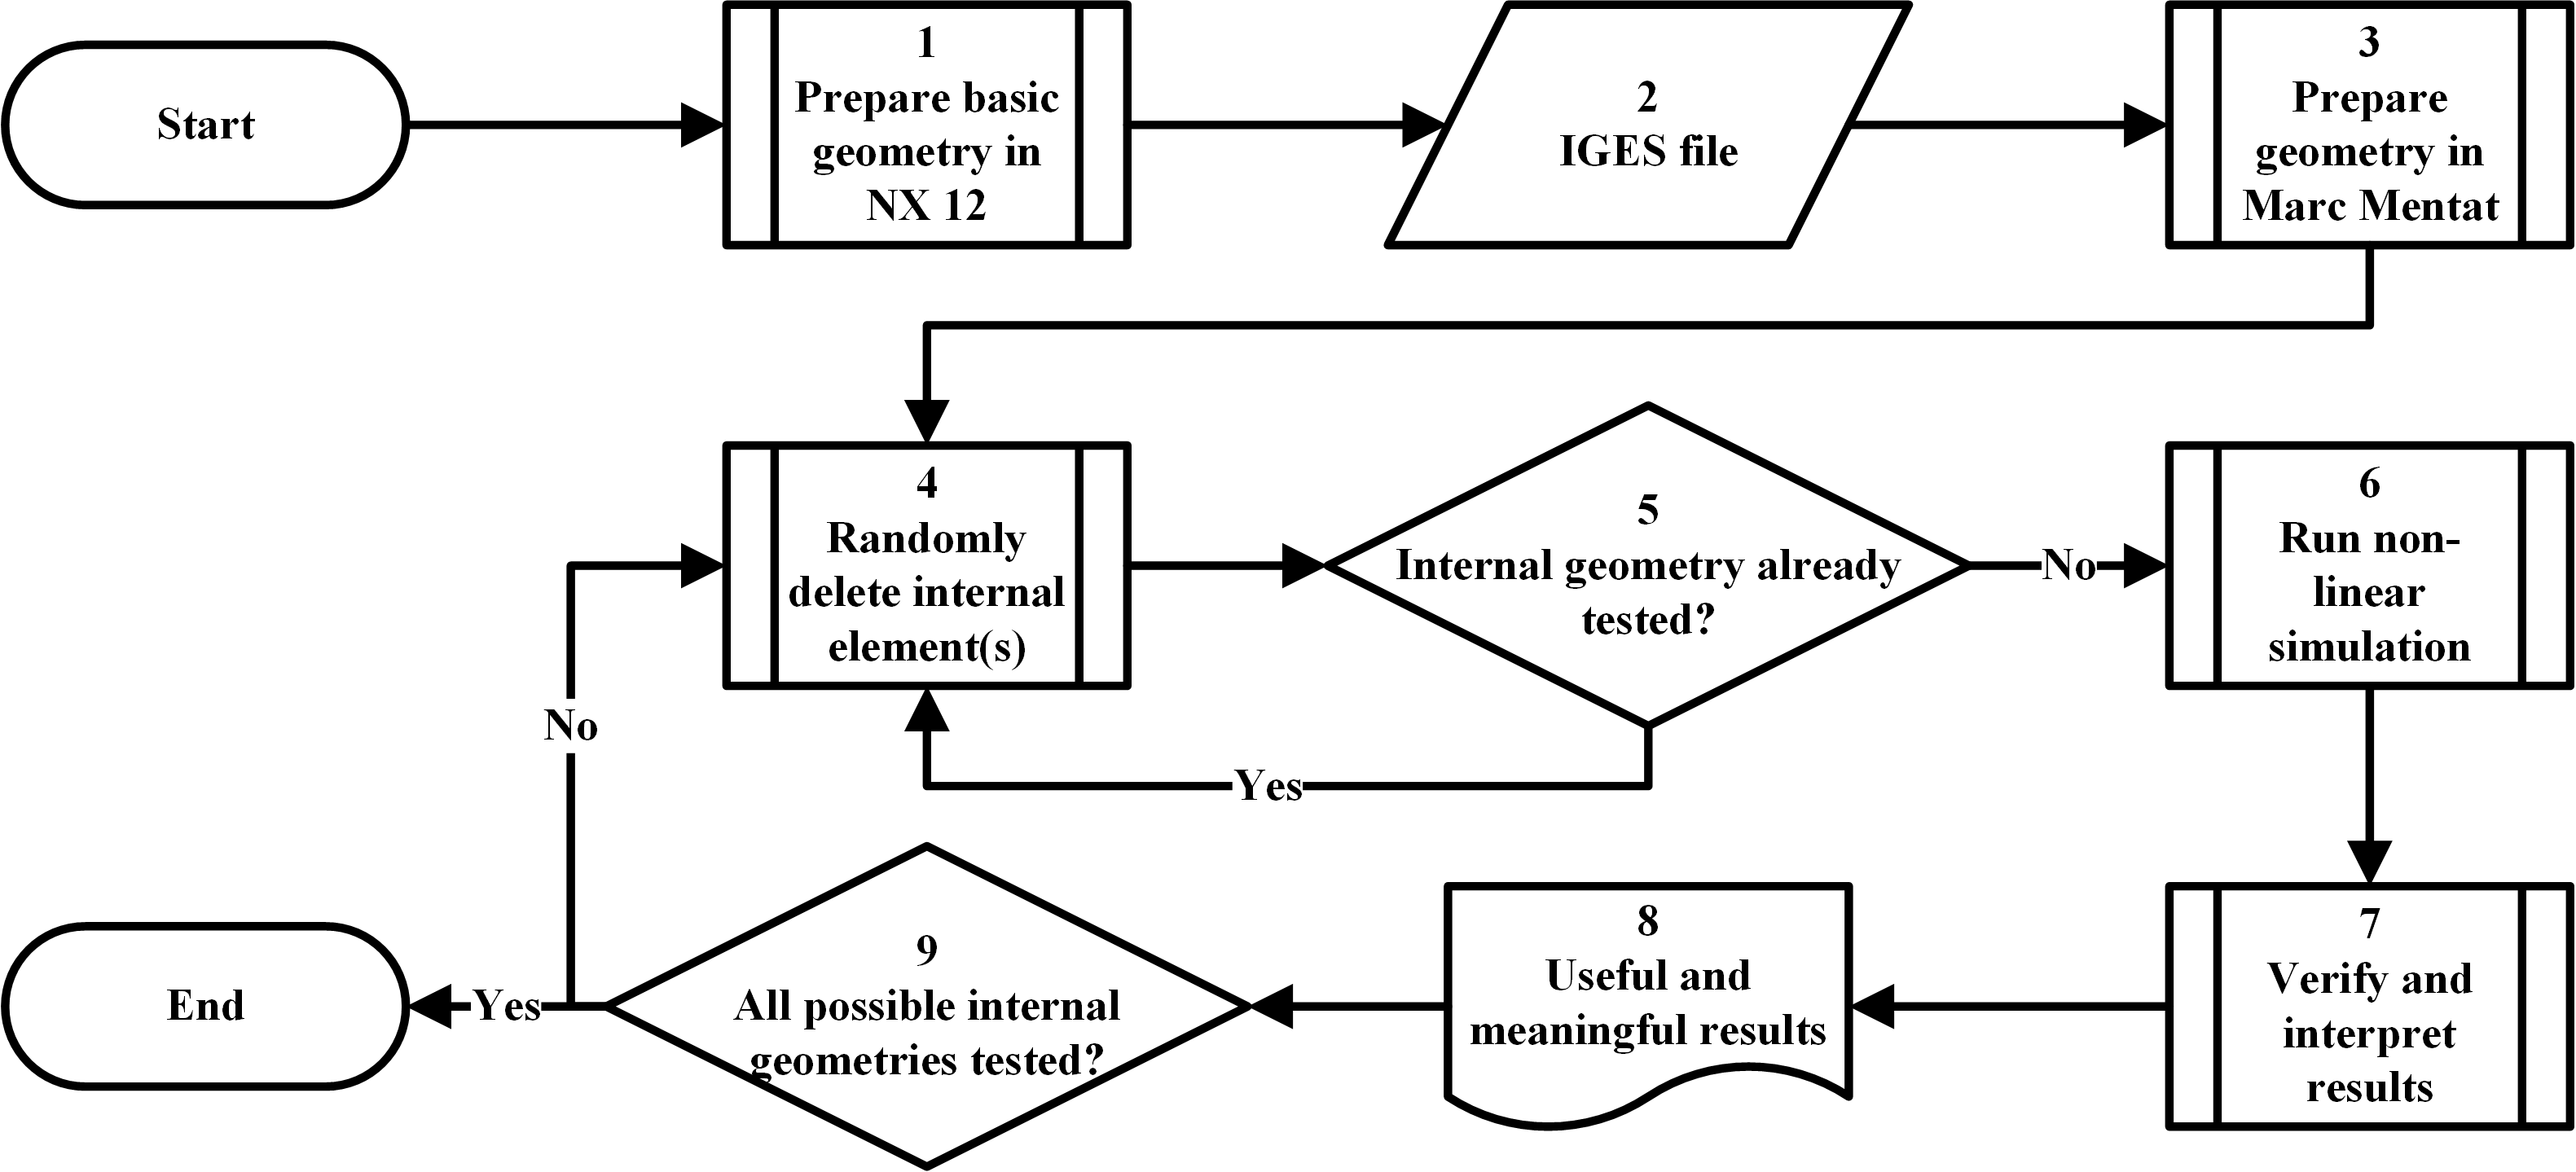 Start
1
Prepare basic
geometry in
NX 12
2
IGES file
3
Prepare
geometry in
Marc Mentat
4
Randomly
delete internal
element(s)
5
Internal geometry already
tested?
No
6
Run non-
linear
simulation
No
Yes
End
Yes
9
All possible internal
geometries tested?
8
Useful and
meaningful results
7
Verify and
interpret
results